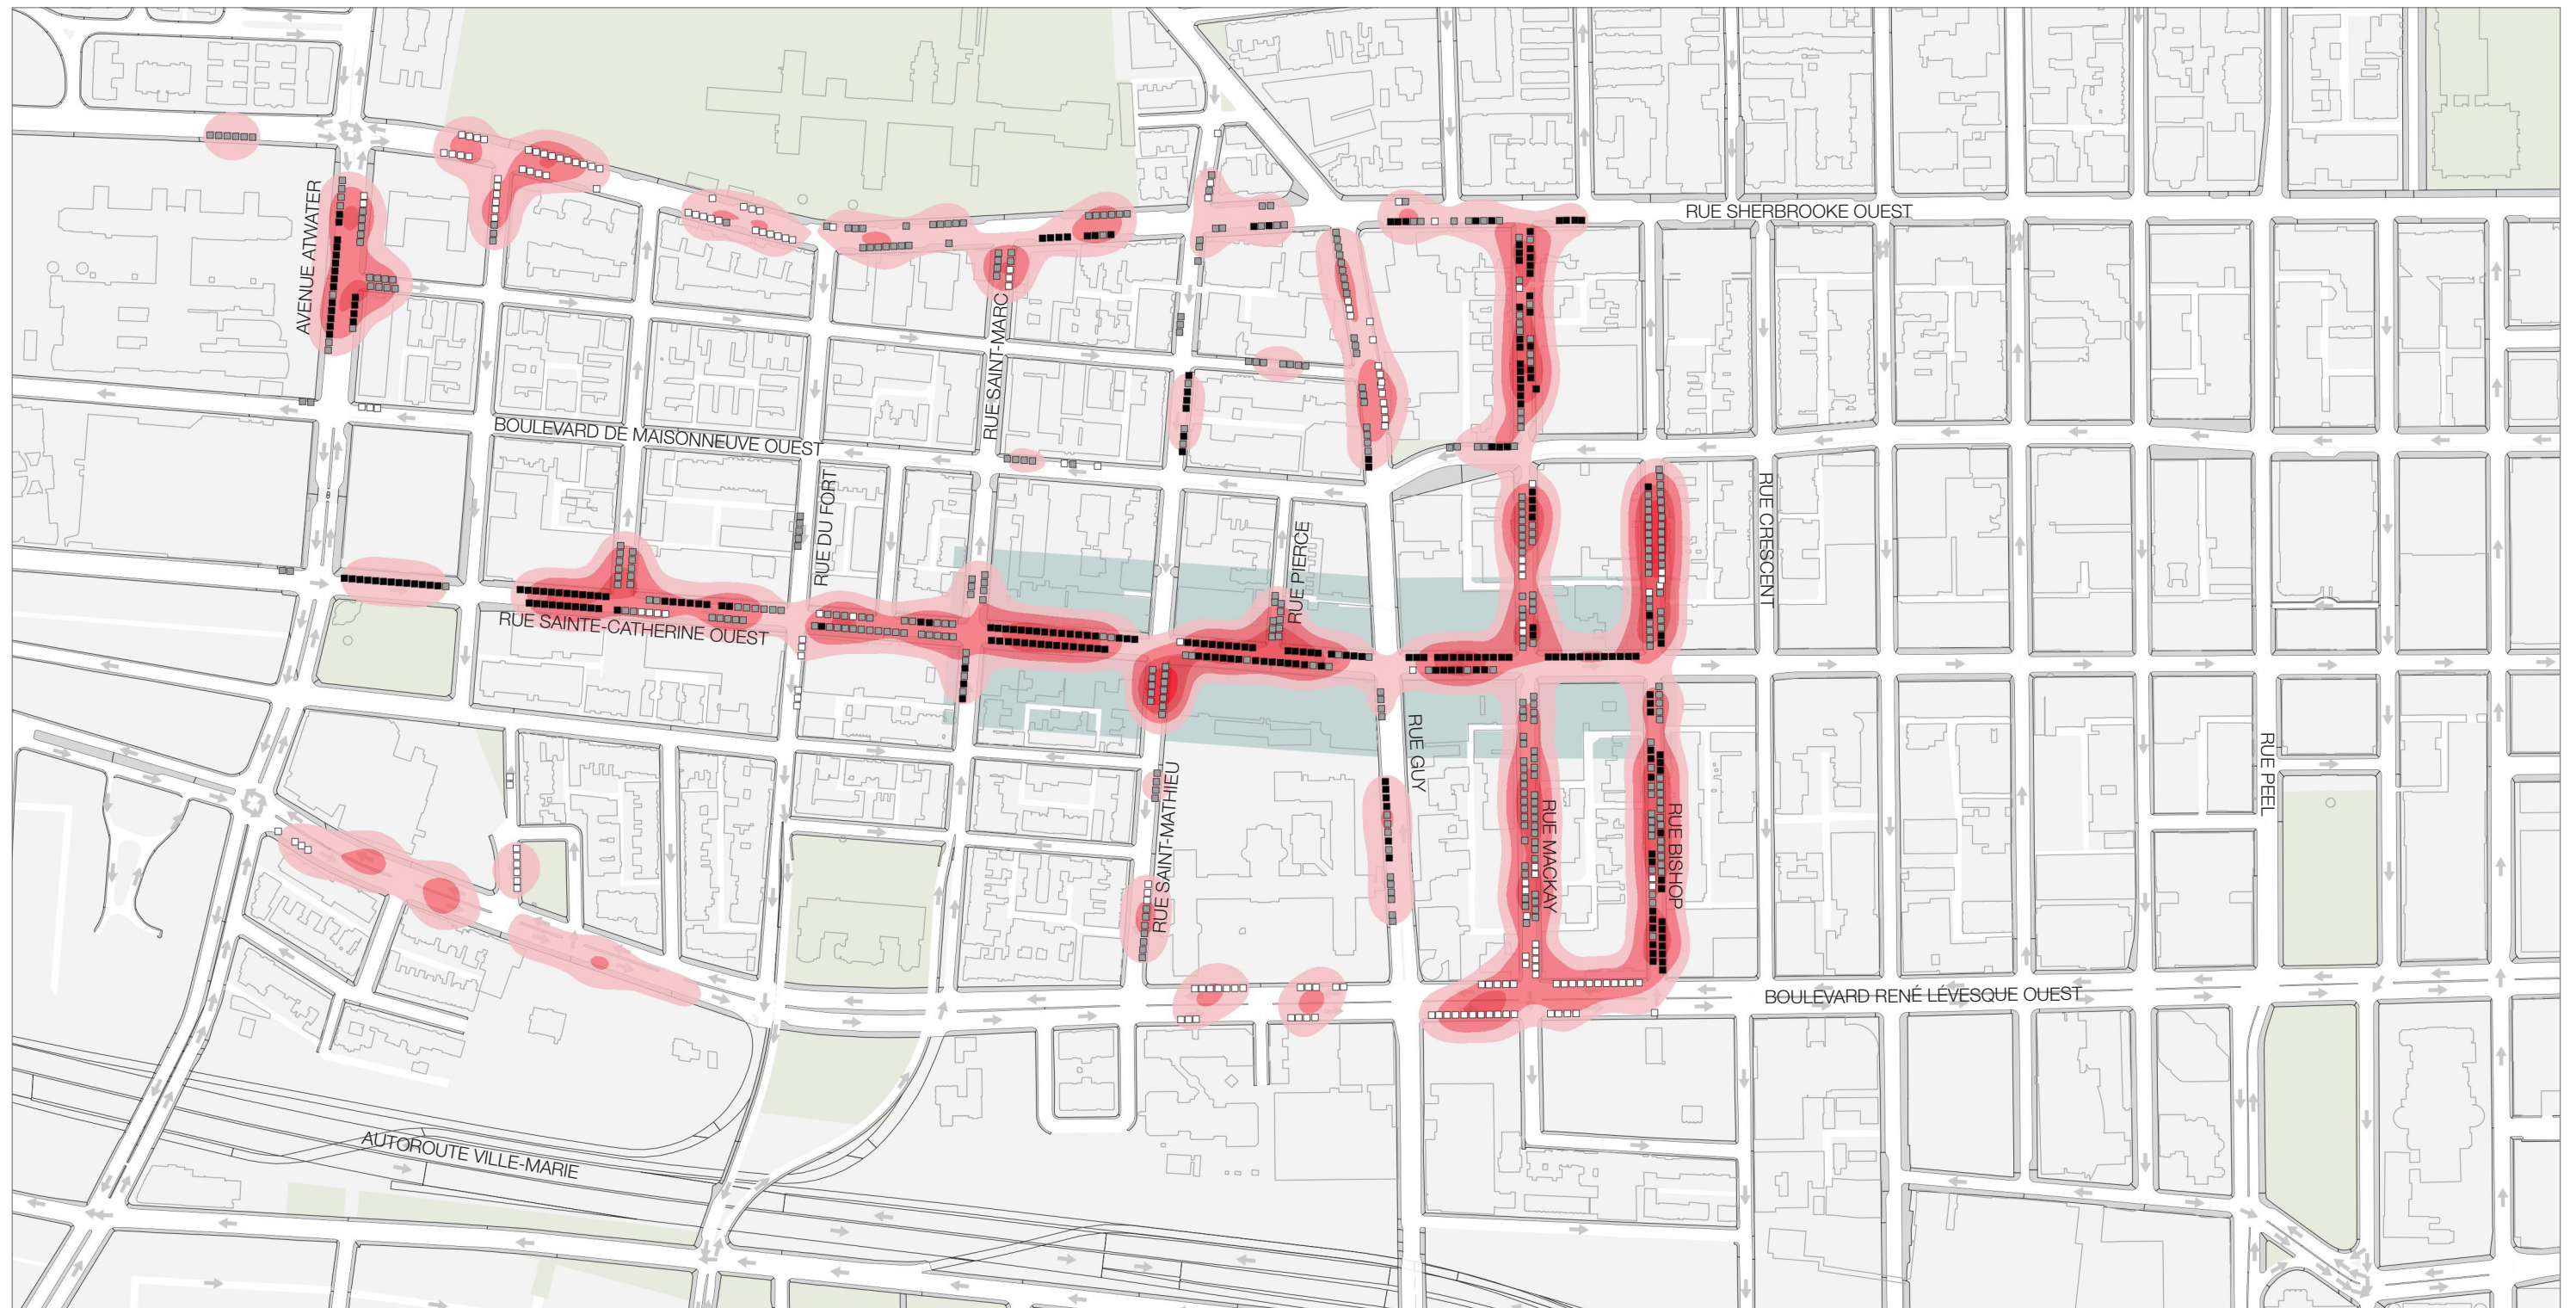 RUE SHERBROOKE OUEST
AVENUE ATWATER
RUE SAINT-MARC
BOULEVARD DE MAISONNEUVE OUEST
RUE DU FORT
RUE CRESCENT
RUE PIERCE
RUE SAINTE-CATHERINE OUEST
RUE GUY
RUE PEEL
RUE SAINT-MATHIEU
RUE MACKAY
RUE BISHOP
BOULEVARD RENÉ LÉVESQUE OUEST
AUTOROUTE VILLE-MARIE